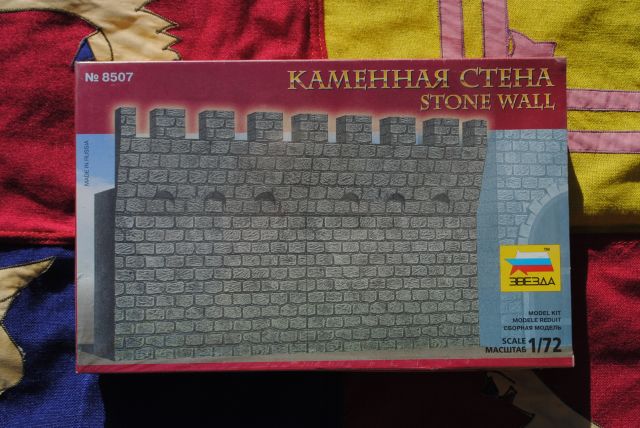 № 8507
КАМЕННАЯ СТЕНА
STONE WALL
MADE IN RUSSIA
TM
ЗВЕЗДА
MODEL KIT
MODELE REDUIT
СБОРНАЯ МОДЕЛЬ
SCALE
МАСШТАБ 1/72